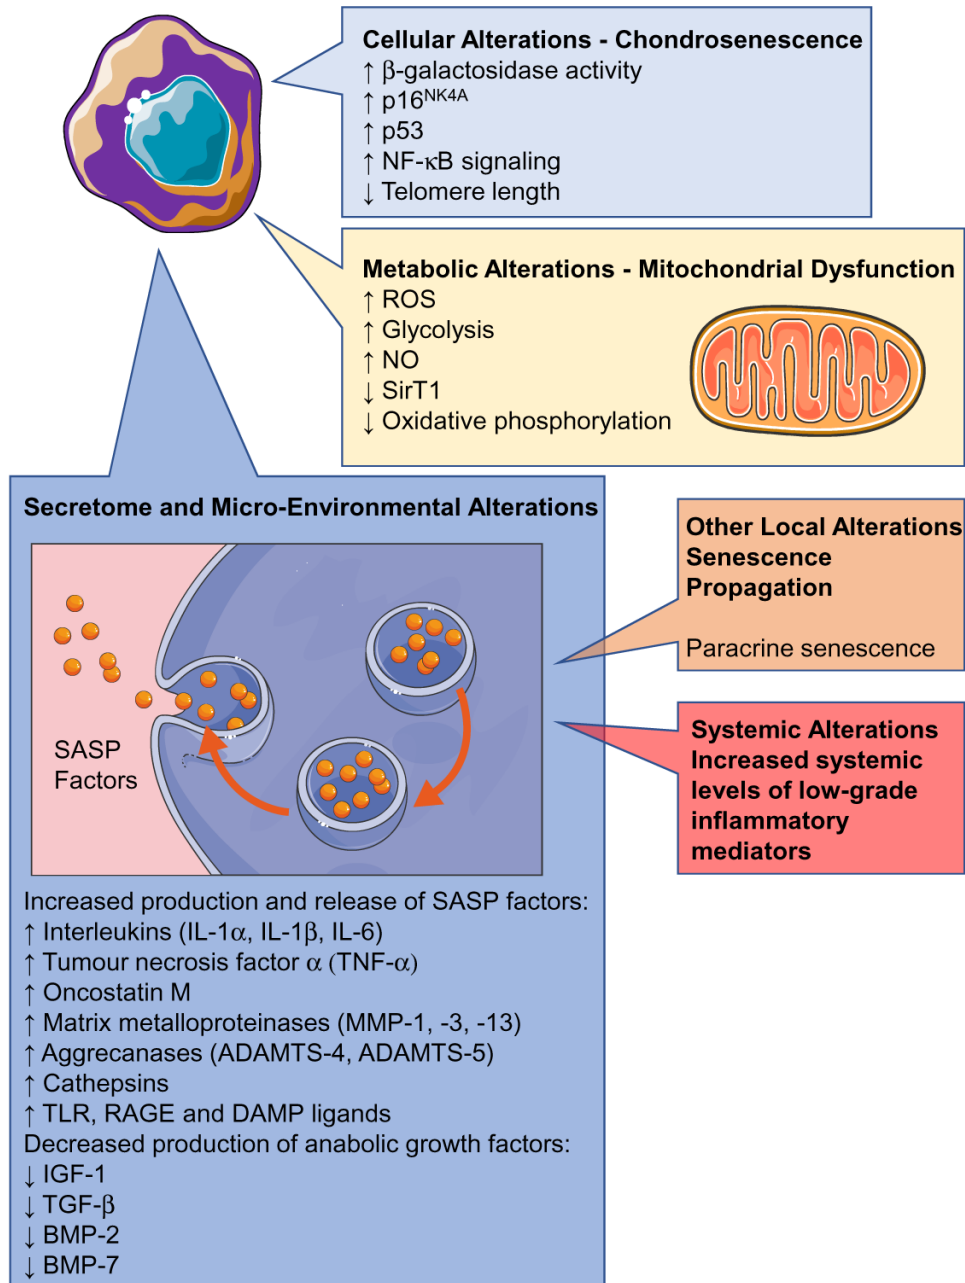 Cellular Alterations - Chondrosenescence
↑ β-galactosidase activity
↑ p16NK4A
↑ p53
↑ NF-κB signaling
↓ Telomere length
Metabolic Alterations - Mitochondrial Dysfunction
↑ ROS
↑ Glycolysis
↑ NO
↓ SirT1
↓ Oxidative phosphorylation
Secretome and Micro-Environmental Alterations
SASP
Factors
Increased production and release of SASP factors:
↑ Interleukins (IL-1α, IL-1β, IL-6)
↑ Tumour necrosis factor α (TNF-α)
↑ Oncostatin M
↑ Matrix metalloproteinases (MMP-1, -3, -13)
↑ Aggrecanases (ADAMTS-4, ADAMTS-5)
↑ Cathepsins
↑ TLR, RAGE and DAMP ligands
Decreased production of anabolic growth factors:
↓ IGF-1
↓ TGF-β
↓ BMP-2
↓ BMP-7
Other Local Alterations
Senescence
Propagation
Paracrine senescence
Systemic Alterations
Increased systemic
levels of low-grade
inflammatory
mediators